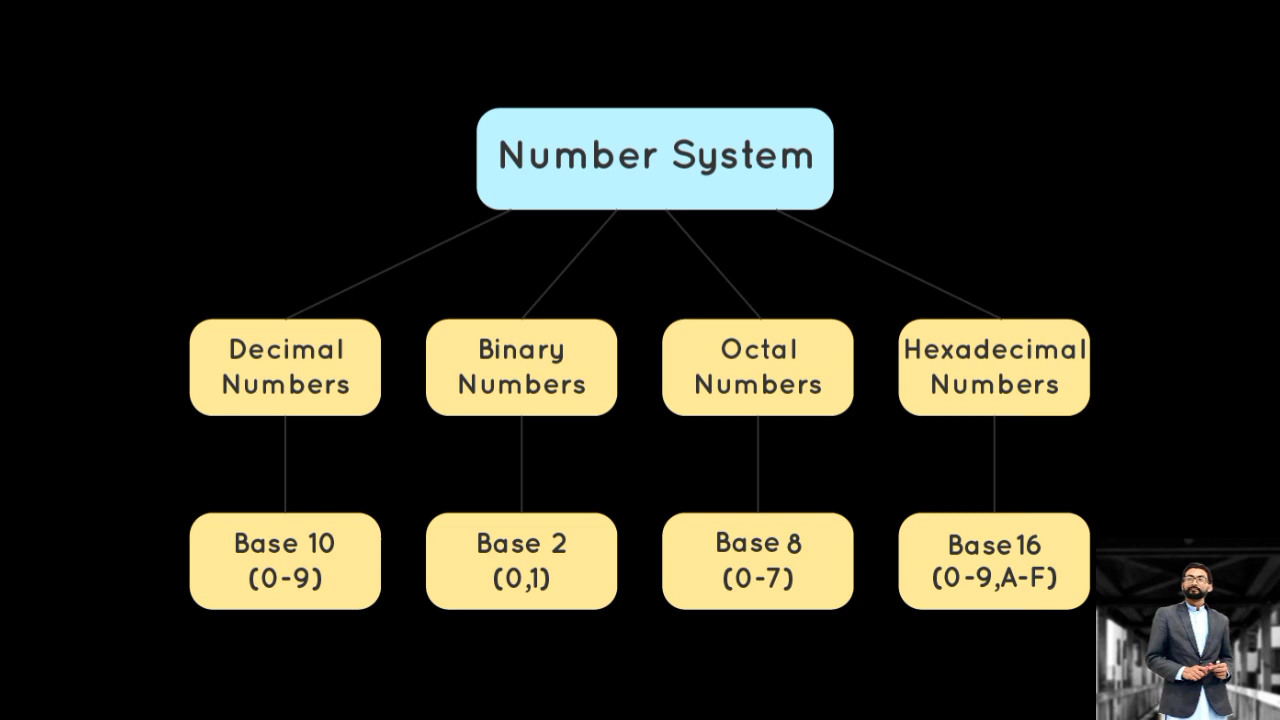 Number System
Decimal
Numbers
Binary
Numbers
Octal
Numbers
Hexadecimal
Numbers
Base 10
(0-9)
Base 2
(0,1)
Base 8
(0-7)
Base 16
(0-9,A-F)